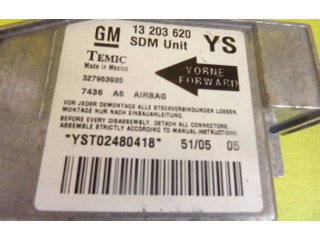 GM 13 203 620 YS
SDM Unit
TEMIC
Made in Mexico
VORNE
FORWARD
327963935
7436 A6 AIRBAG
VOR JEDER DEMONTAGE ALLE STECKVERBINDUNGEN LOESEN,
MONTAGE NUR NACH EINBAUANLEITUNG.
BEFORE EVERY DISASSEMBLY, DETACH ALL CONNECTORS.
ASSEMBLE STRICTLY ACCORDING TO MANUAL INSTRUCTIONS
*YST02480418* 51/05 05